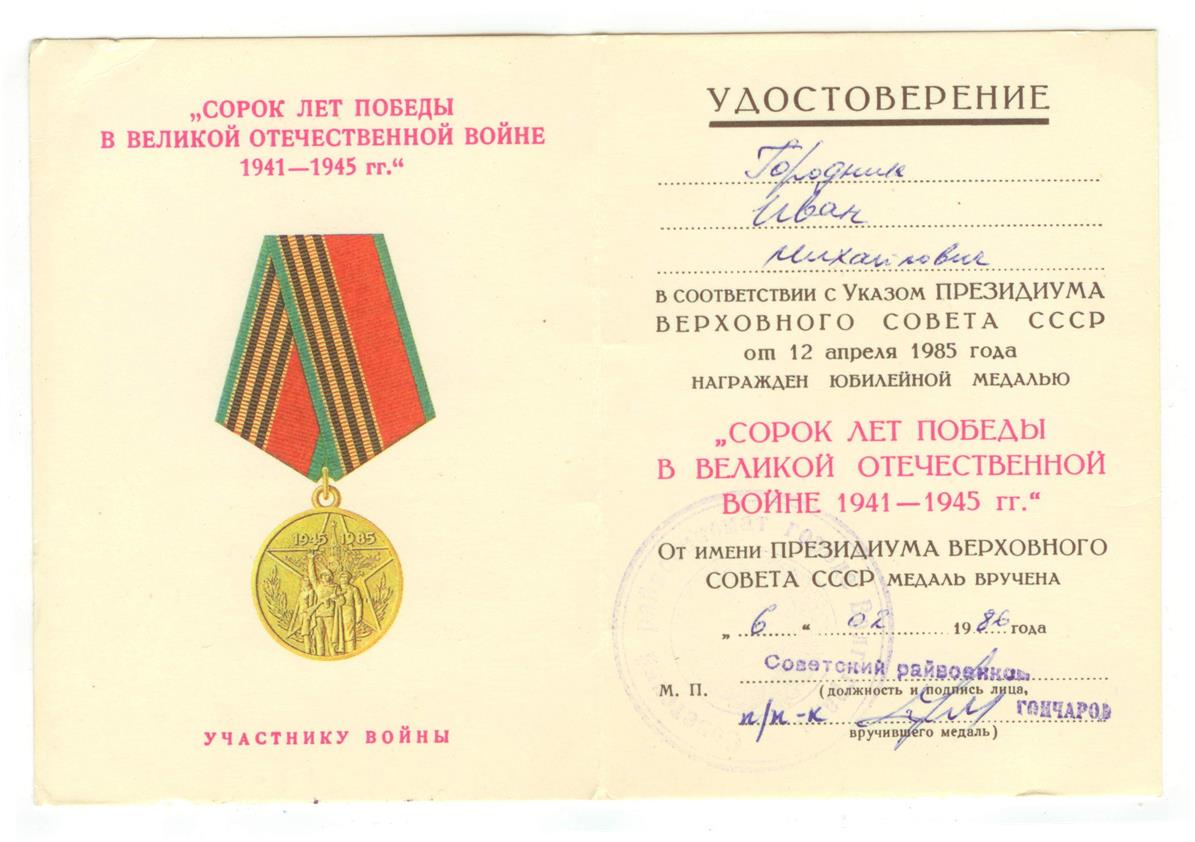 „СОРОК ЛЕТ ПОБЕДЫ
В ВЕЛИКОЙ ОТЕЧЕСТВЕННОЙ ВОЙНЕ
1941—1945 гг.“
1945 1985
УЧАСТНИКУ ВОЙНЫ
УДОСТОВЕРЕНИЕ
Городник
Иван
Михайлович
В СООТВЕТСТВИИ С УКАЗОМ ПРЕЗИДИУМА
ВЕРХОВНОГО СОВЕТА СССР
от 12 апреля 1985 года
НАГРАЖДЕН ЮБИЛЕЙНОЙ МЕДАЛЬЮ
„СОРОК ЛЕТ ПОБЕДЫ
В ВЕЛИКОЙ ОТЕЧЕСТВЕННОЙ
ВОЙНЕ 1941—1945 гг.“
ОТ ИМЕНИ ПРЕЗИДИУМА ВЕРХОВНОГО
СОВЕТА СССР МЕДАЛЬ ВРУЧЕНА
„ 6 “ 02 1986 года
Советский райвоенком
М. П. (должность и подпись лица,
п/п-к ГОНЧАРОВ
вручившего медаль)